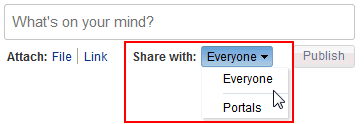 What's on your mind?
Attach: File | Link Share with: Everyone Publish
Everyone
Portals